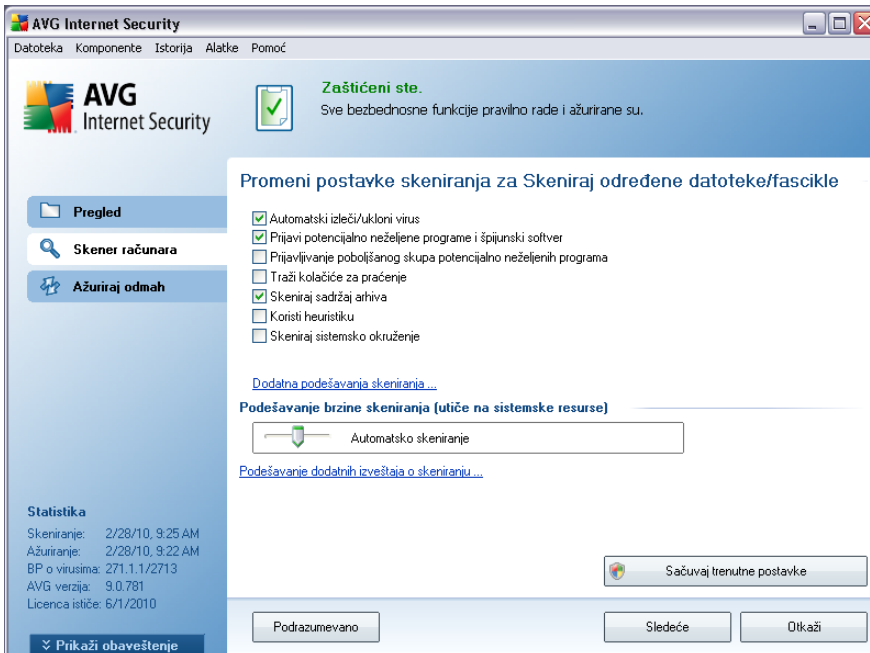 AVG Internet Security
Datoteka Komponente Istorija Alatke Pomoć
AVG
Internet Security
Zaštićeni ste.
Sve bezbednosne funkcije pravilno rade i ažurirane su.
Pregled
Skener računara
Ažuriraj odmah
Promeni postavke skeniranja za Skeniraj određene datoteke/fascikle
Automatski izleči/ukloni virus
Prijavi potencijalno neželjene programe i špijunski softver
Prijavljivanje poboljšanog skupa potencijalno neželjenih programa
Traži kolačiće za praćenje
Skeniraj sadržaj arhiva
Koristi heuristiku
Skeniraj sistemsko okruženje
Dodatna podešavanja skeniranja ...
Podešavanje brzine skeniranja (utiče na sistemske resurse)
Automatsko skeniranje
Podešavanje dodatnih izveštaja o skeniranju ...
Statistika
Skeniranje: 2/28/10, 9:25 AM
Ažuriranje: 2/28/10, 9:22 AM
BP o virusima: 271.1.1/2713
AVG verzija: 9.0.781
Licenca ističe: 6/1/2010
Prikaži obaveštenje
Sačuvaj trenutne postavke
Podrazumevano
Sledeće
Otkaži